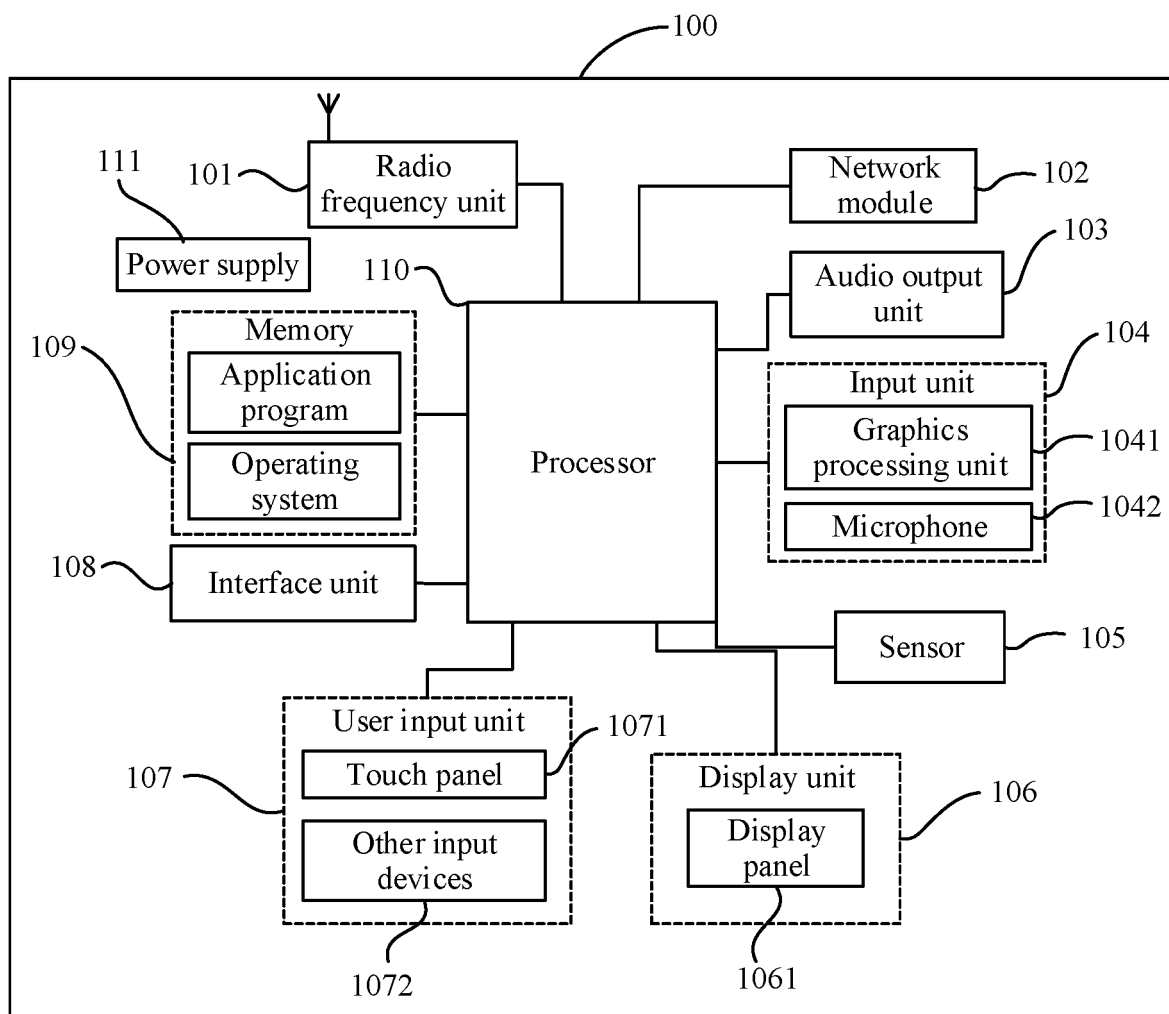 100
101
Radio
frequency unit
111
Power supply
Network
module
102
103
Audio output
unit
110
Processor
Memory
109
Application
program
Operating
system
104
Input unit
Graphics
processing unit
1041
Microphone
1042
108
Interface unit
Sensor
105
User input unit
1071
Touch panel
107
Other input
devices
1072
Display unit
106
Display
panel
1061